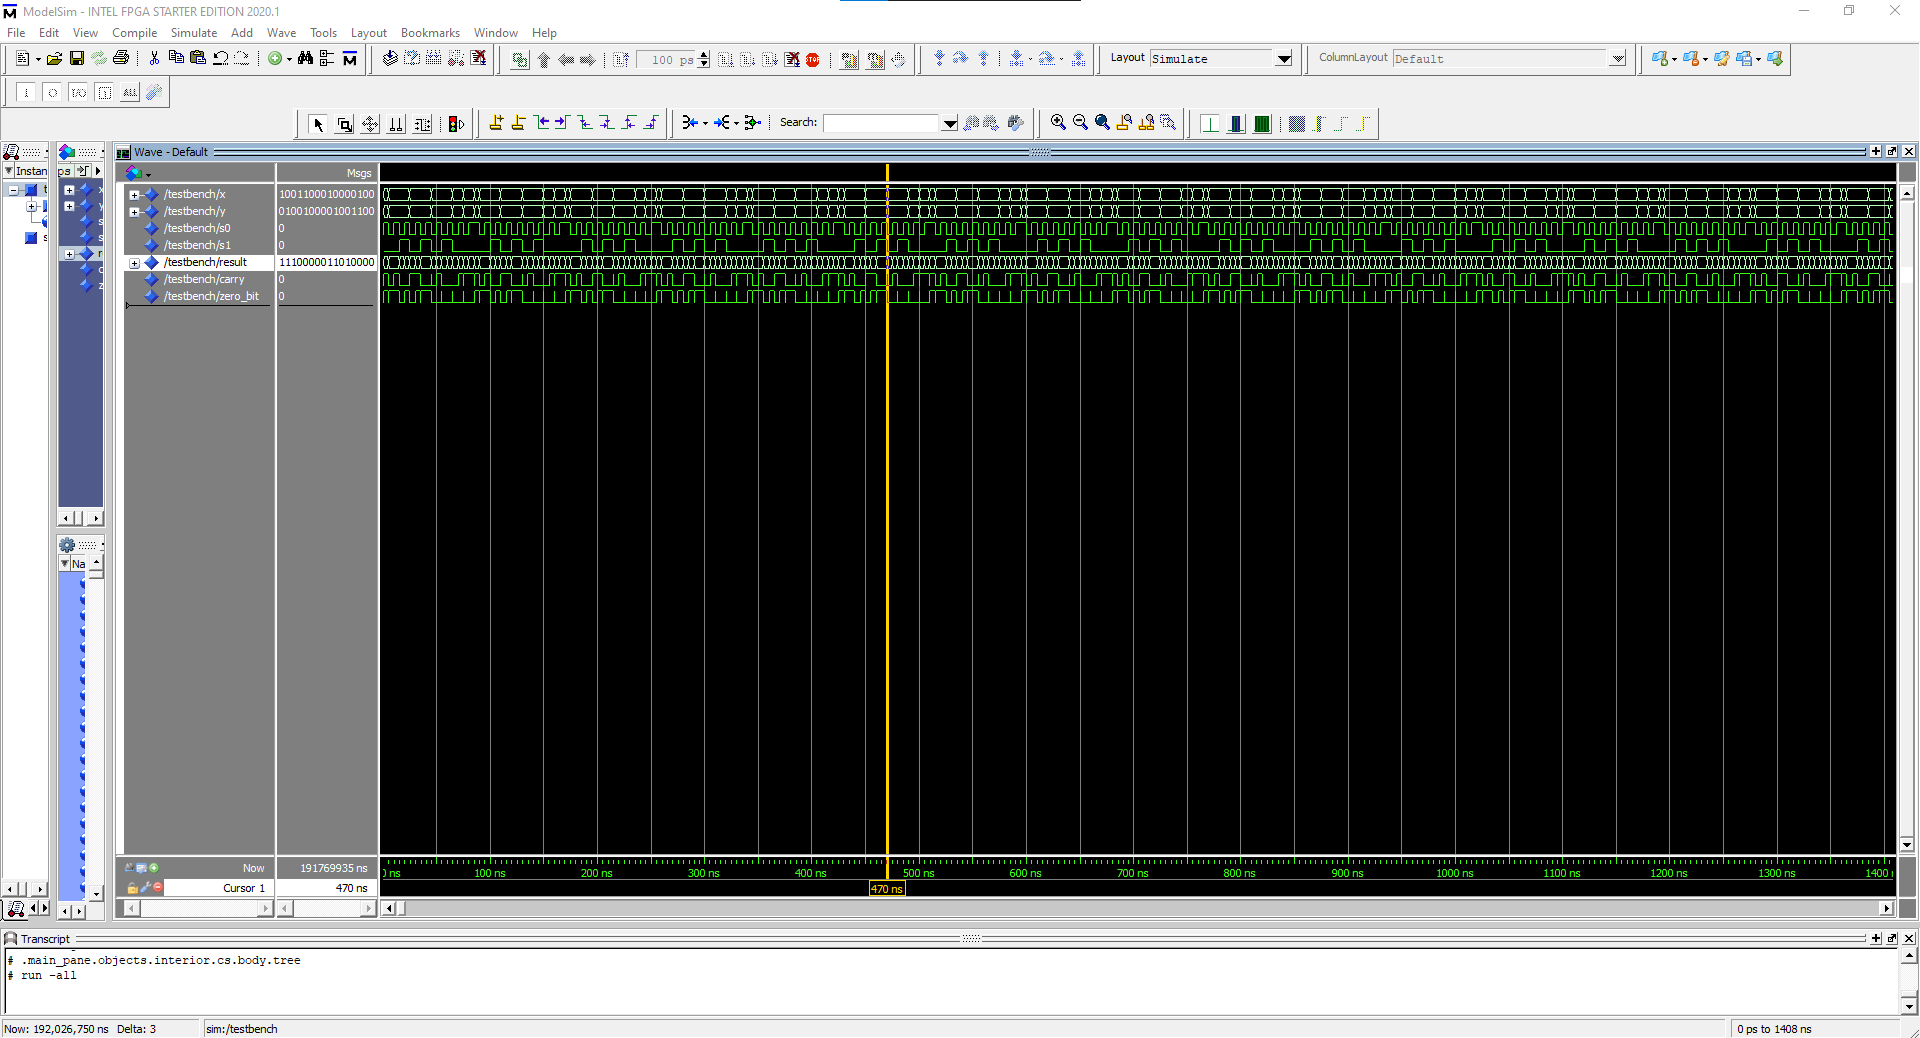 ModelSim - INTEL FPGA STARTER EDITION 2020.1
File Edit View Compile Simulate Add Wave Tools Layout Bookmarks Window Help
100 ps
Layout Simulate
ColumnLayout Default
ALL
Search:
Wave - Default
Instan
ps
Msgs
/testbench/x 1001100010000100
/testbench/y 0100100001001100
/testbench/s0 0
/testbench/s1 0
/testbench/result 1110000011010000
/testbench/carry 0
/testbench/zero_bit 0
Na
Now 191769935 ns
Cursor 1 470 ns
ns 100 ns 200 ns 300 ns 400 ns 500 ns 600 ns 700 ns 800 ns 900 ns 1000 ns 1100 ns 1200 ns 1300 ns 1400
470 ns
Transcript
# .main_pane.objects.interior.cs.body.tree
# run -all
Now: 192,026,750 ns Delta: 3
sim:/testbench
0 ps to 1408 ns